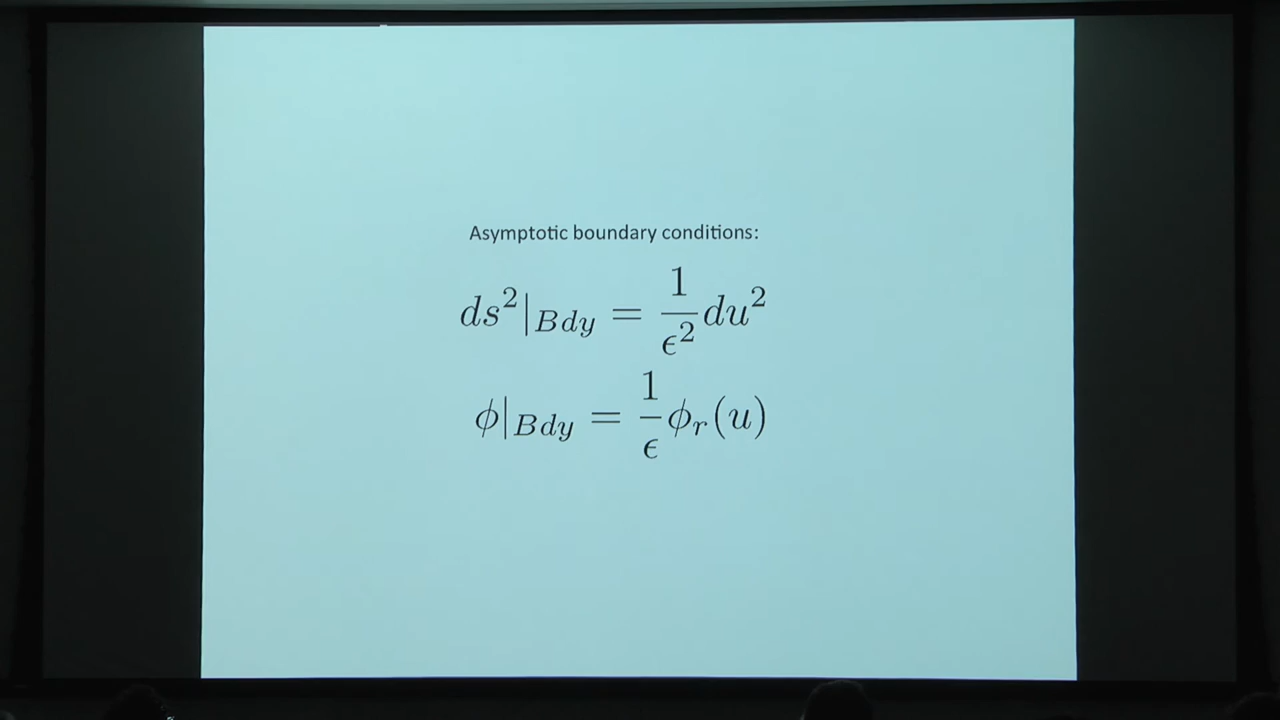 Asymptotic boundary conditions:
$ds^2|_{Bdy} = \frac{1}{\epsilon^2} du^2$
$\phi|_{Bdy} = \frac{1}{\epsilon} \phi_r(u)$